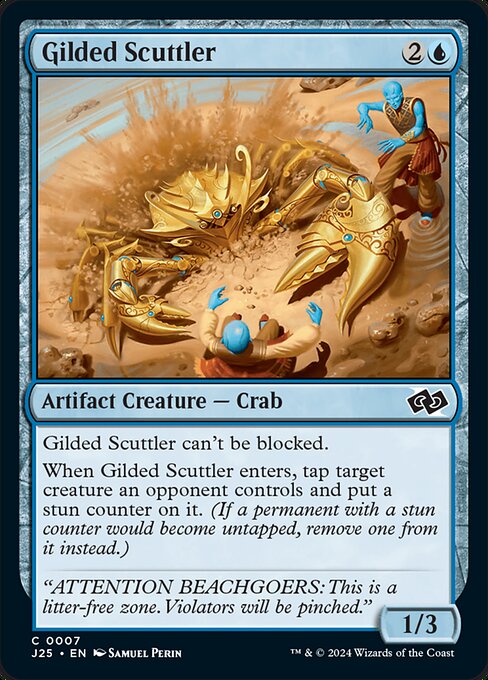 Gilded Scuttler 2
Artifact Creature — Crab
Gilded Scuttler can't be blocked.
When Gilded Scuttler enters, tap target
creature an opponent controls and put a
stun counter on it. (If a permanent with a stun
counter would become untapped, remove one from
it instead.)
“ATTENTION BEACHGOERS: This is a
litter-free zone. Violators will be pinched.”
1/3
C 0007
J25 • EN SAMUEL PERIN
™ & © 2024 Wizards of the Coast